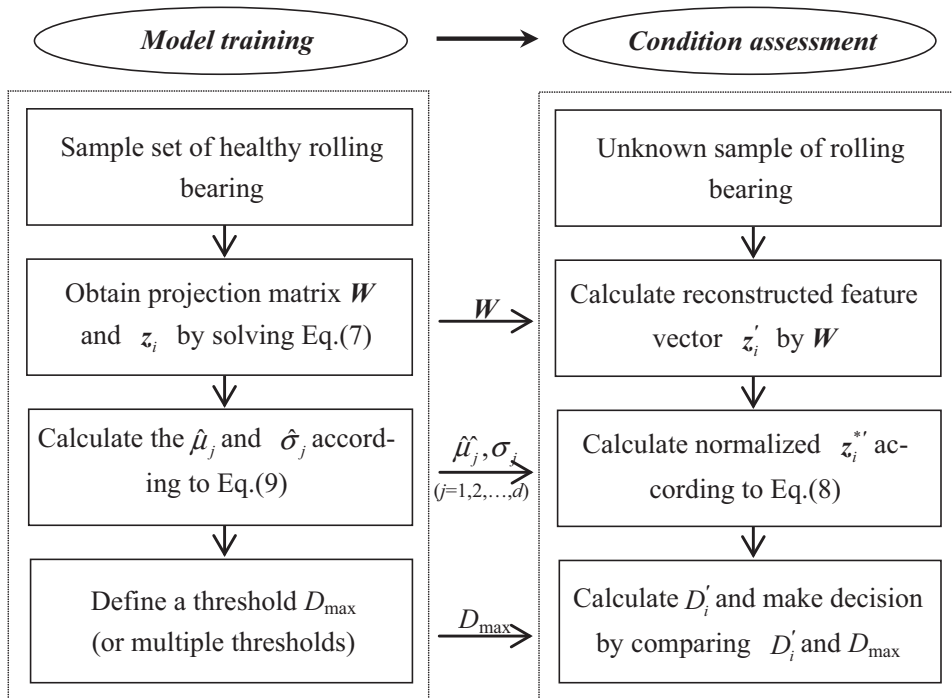 Model training
Condition assessment
Sample set of healthy rolling
bearing
Obtain projection matrix W
and z_i by solving Eq.(7)
Calculate the μ̂_j and σ̂_j accord-
ing to Eq.(9)
Define a threshold D_max
(or multiple thresholds)
W
μ̂_j, σ̂_j
(j=1,2,…,d)
D_max
Unknown sample of rolling
bearing
Calculate reconstructed feature
vector z_i′ by W
Calculate normalized z_i*′ ac-
cording to Eq.(8)
Calculate D_i′ and make decision
by comparing D_i′ and D_max